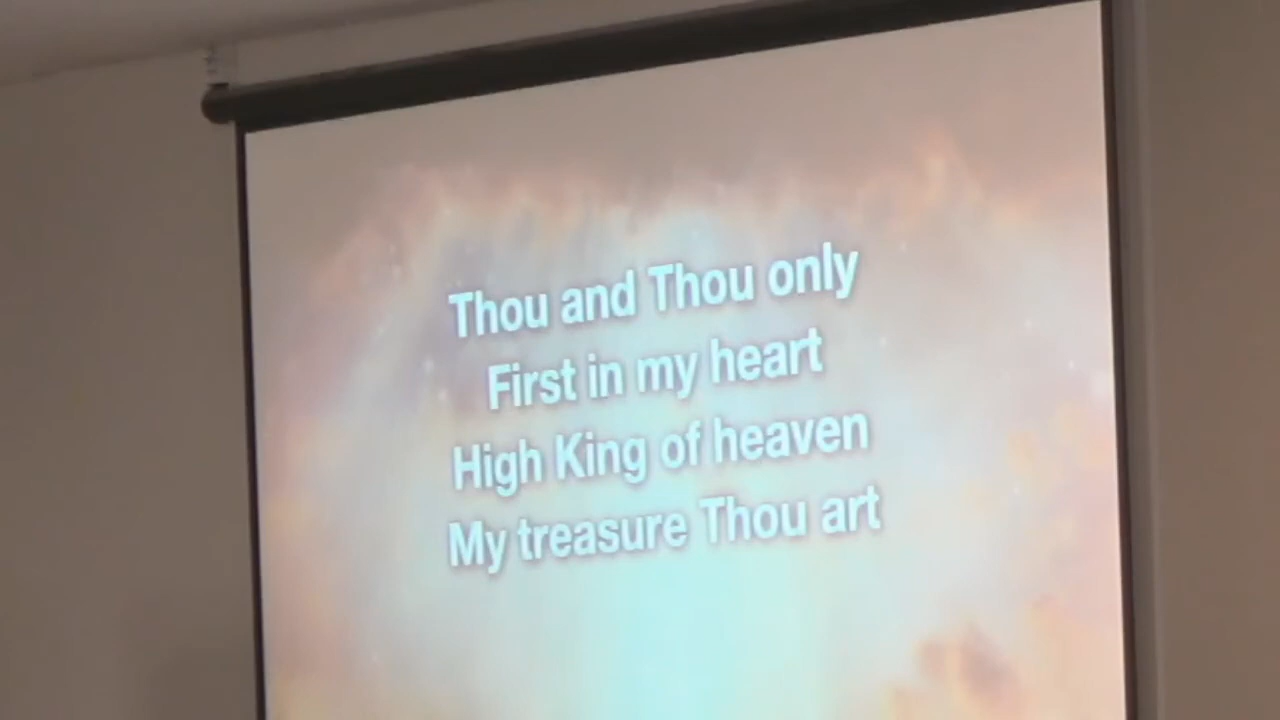 Thou and Thou only
First in my heart
High King of heaven
My treasure Thou art